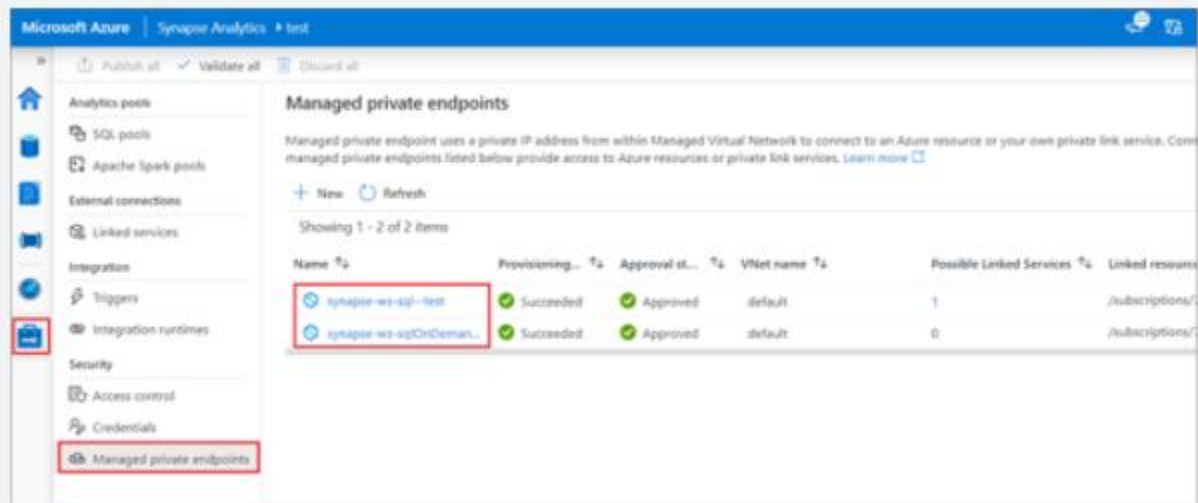 Microsoft Azure | Synapse Analytics ▸ test
»
Publish all Validate all Discard all
Analytics pools
SQL pools
Apache Spark pools
External connections
Linked services
Integration
Triggers
Integration runtimes
Security
Access control
Credentials
Managed private endpoints
Managed private endpoints
Managed private endpoint uses a private IP address from within Managed Virtual Network to connect to an Azure resource or your own private link service. Conn
managed private endpoints listed below provide access to Azure resources or private link services. Learn more
+ New Refresh
Showing 1 - 2 of 2 items
Name Provisioning... Approval st... VNet name Possible Linked Services Linked resource
synapse-ws-sql--test Succeeded Approved default 1 /subscriptions/
synapse-ws-sqlOnDeman... Succeeded Approved default 0 /subscriptions/